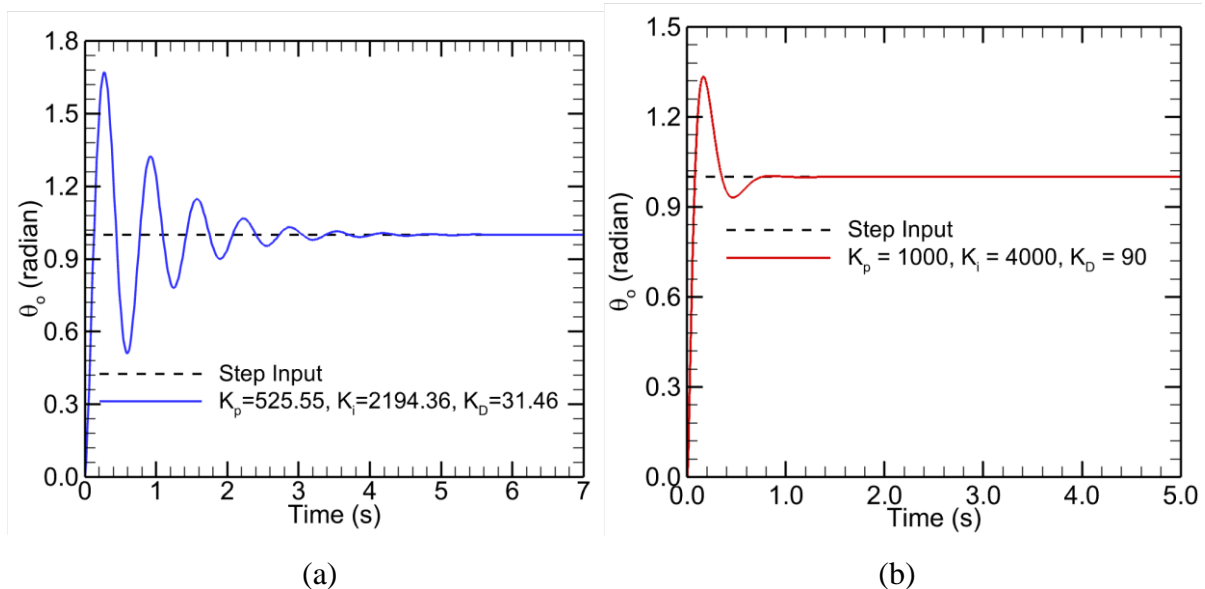 1.8
1.5
1.2
0.9
0.6
0.3
0.0
θo (radian)
Step Input
Kp=525.55, Ki=2194.36, KD=31.46
0 1 2 3 4 5 6 7
Time (s)
(a)
1.5
1.2
0.9
0.6
0.3
0.0
θo (radian)
Step Input
Kp = 1000, Ki = 4000, KD = 90
0.0 1.0 2.0 3.0 4.0 5.0
Time (s)
(b)